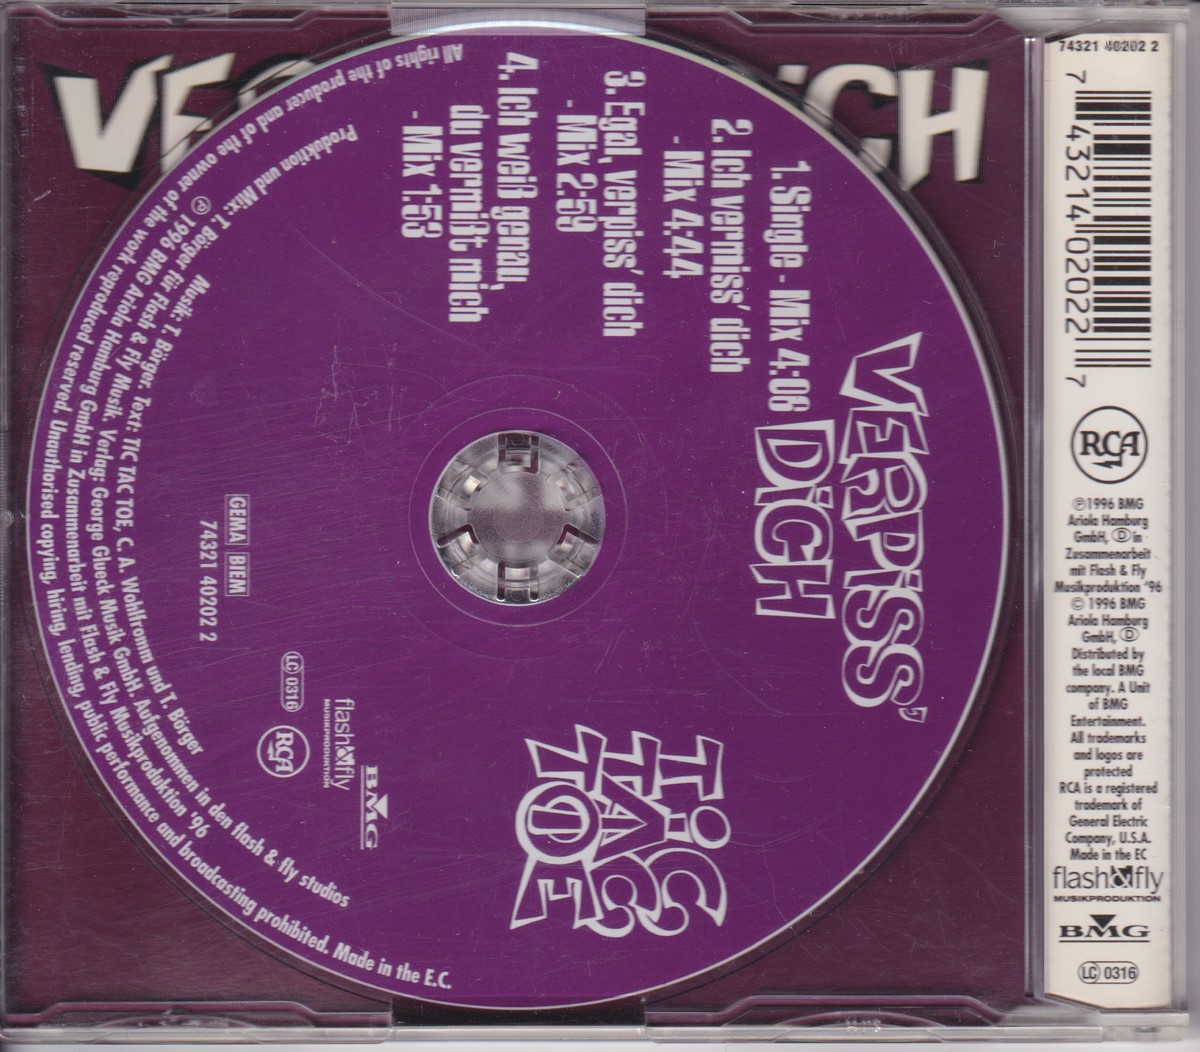 VERPISS'
DiCH
TiC
TAC
TOE
1. Single - Mix 4:06
2. Ich vermiss' dich
- Mix 4:44
3. Egal, verpiss' dich
- Mix 2:59
4. Ich weiß genau,
du vermißt mich
- Mix 1:53
flash&fly
MUSIKPRODUKTION
BMG
LC 0316
RCA
GEMA BIEM
74321 40202 2
Produktion und Mix: T. Börger
Musik: T. Börger, Text: TIC TAC TOE, C. A. Wohlfromm und T. Börger
für Flash & Fly Musik. Verlag: George Glueck Musik GmbH. Aufgenommen in den flash & fly studios
℗ 1996 BMG Ariola Hamburg GmbH in Zusammenarbeit mit Flash & Fly Musikproduktion '96
All rights of the producer and of the owner of the work reproduced reserved. Unauthorised copying, hiring, lending, public performance and broadcasting prohibited. Made in the E.C.
74321 40202 2
7 43214 02022 7
RCA
℗1996 BMG
Ariola Hamburg
GmbH, Ⓓ in
Zusammenarbeit
mit Flash & Fly
Musikproduktion '96
© 1996 BMG
Ariola Hamburg
GmbH, Ⓓ
Distributed by
the local BMG
company. A Unit
of BMG
Entertainment.
All trademarks
and logos are
protected
RCA is a registered
trademark of
General Electric
Company, U.S.A.
Made in the EC
flash&fly
MUSIKPRODUKTION
BMG
LC 0316